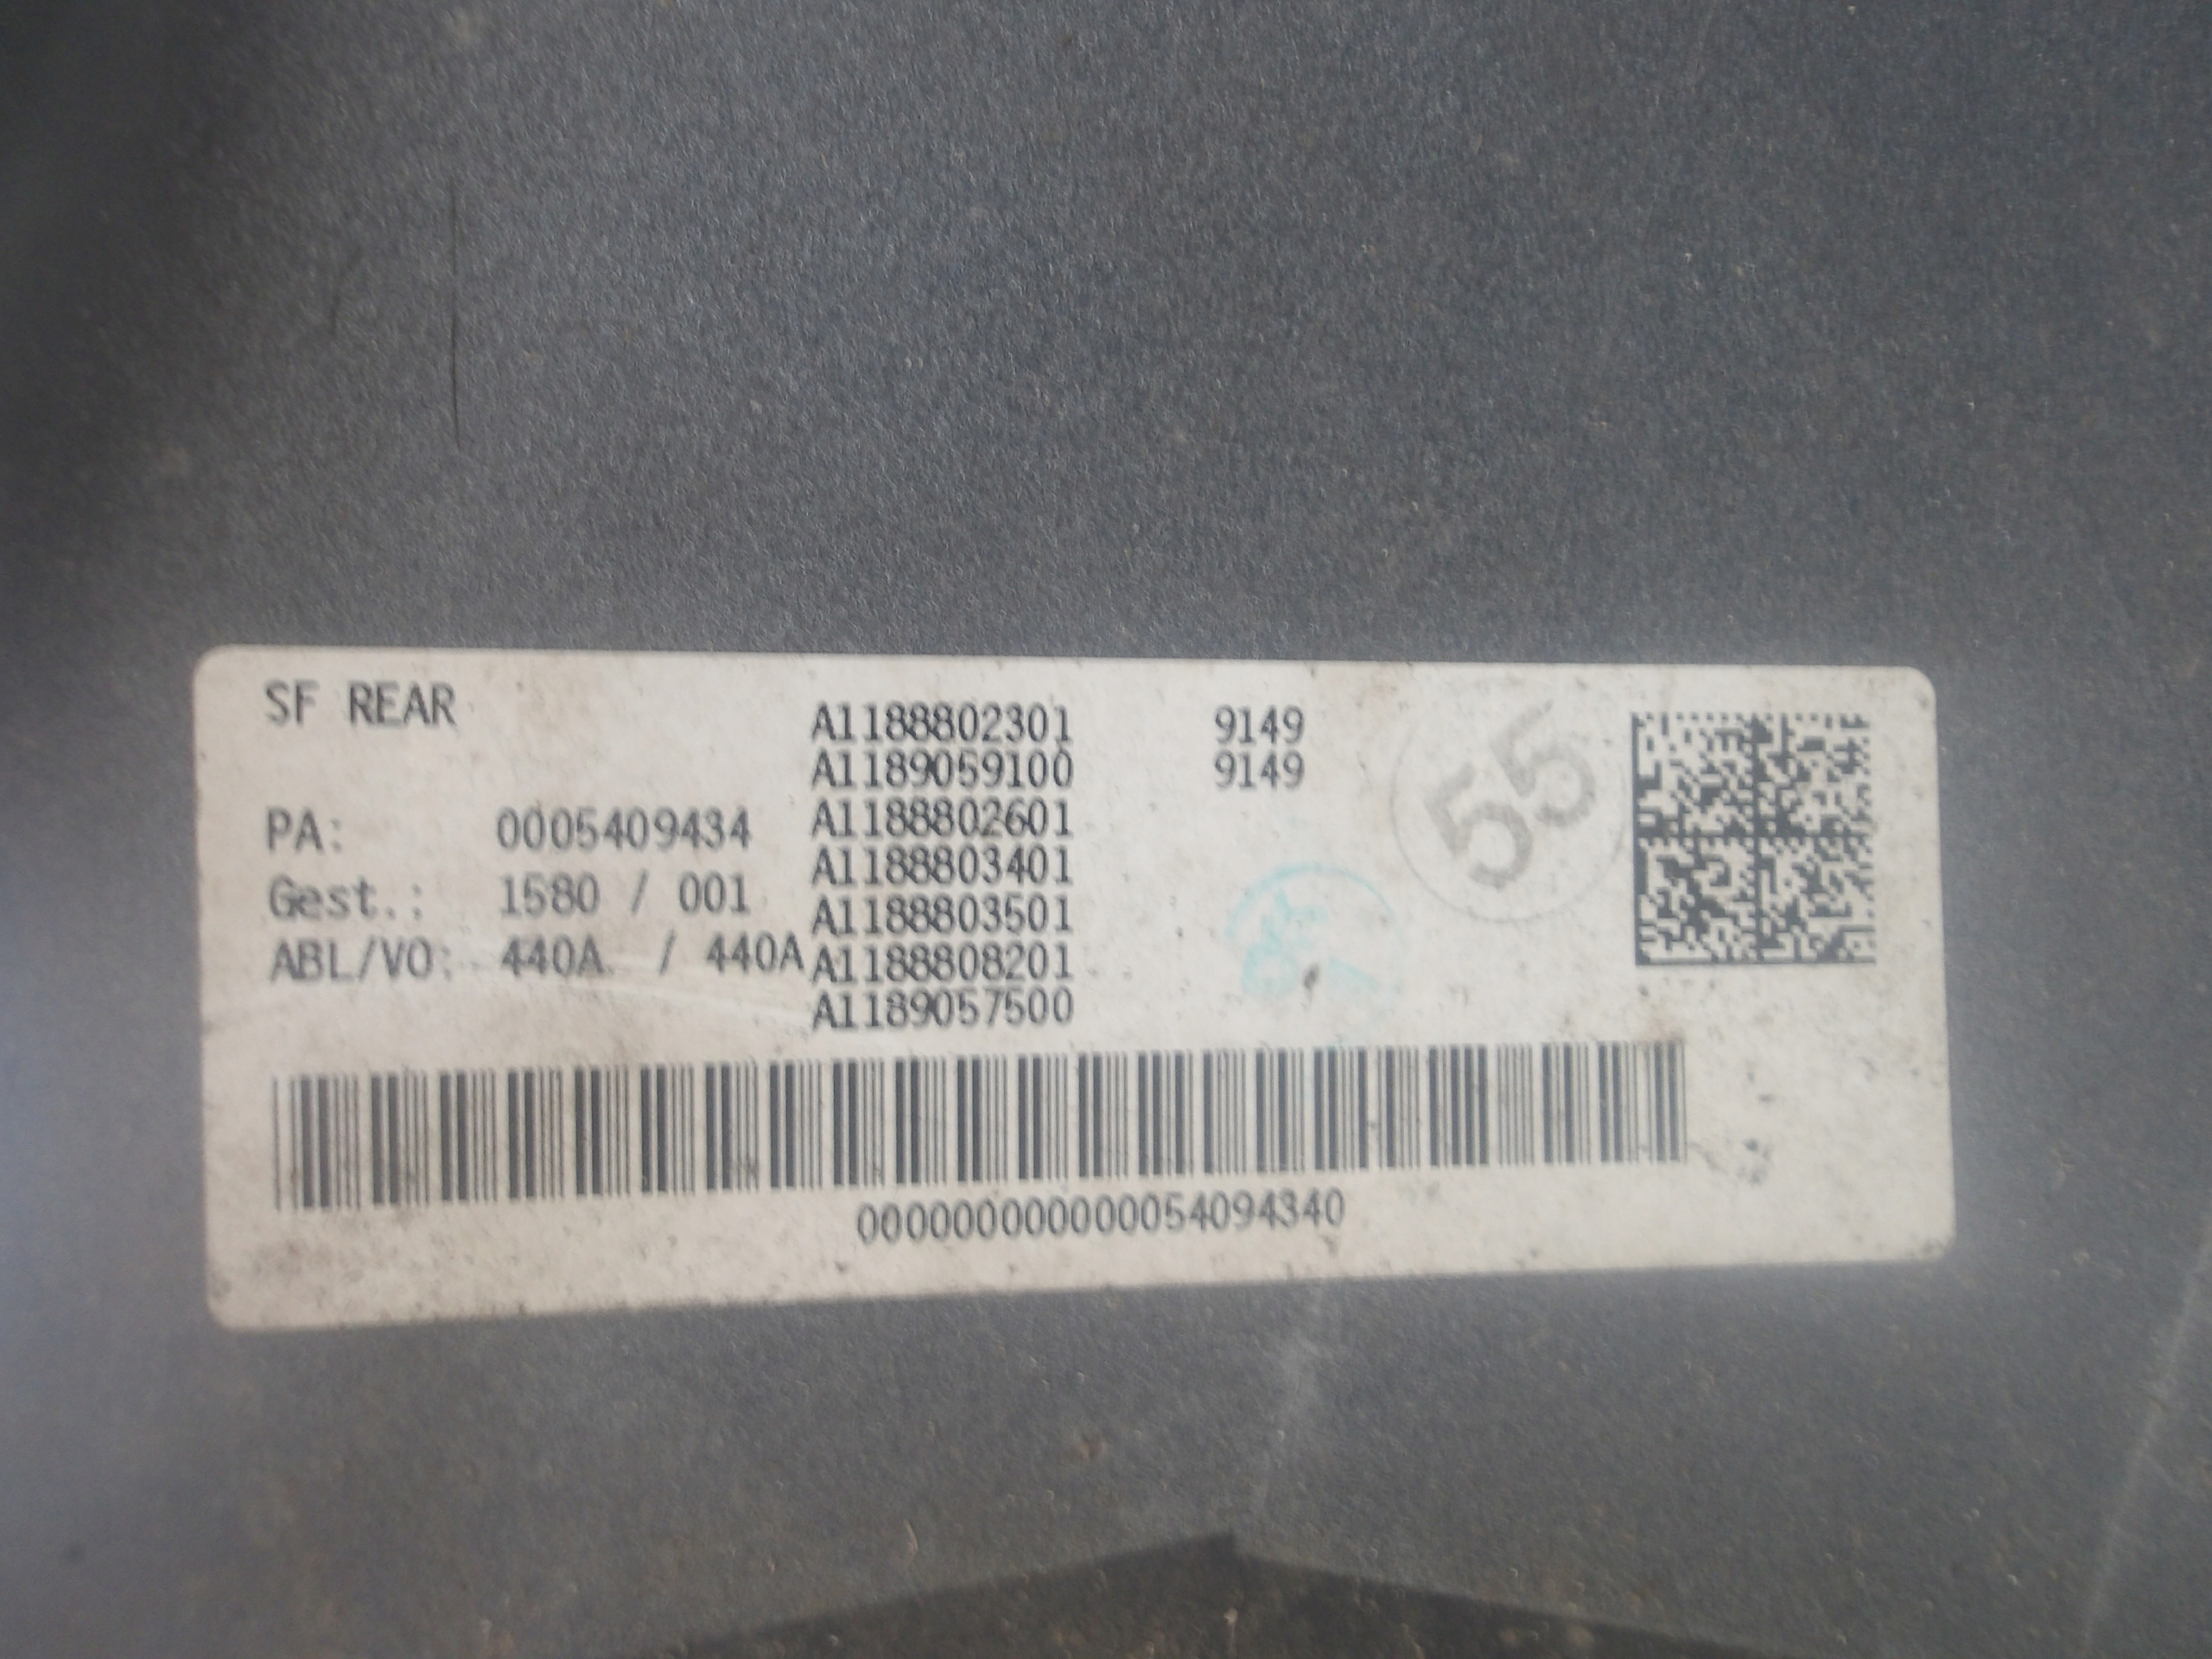 SF REAR
A1188802301 9149
A1189059100 9149
PA: 0005409434 A1188802601
A1188803401
Gest.: 1580 / 001
A1188803501
ABL/VO: 440A / 440A A1188808201
A1189057500
55
00000000000054094340